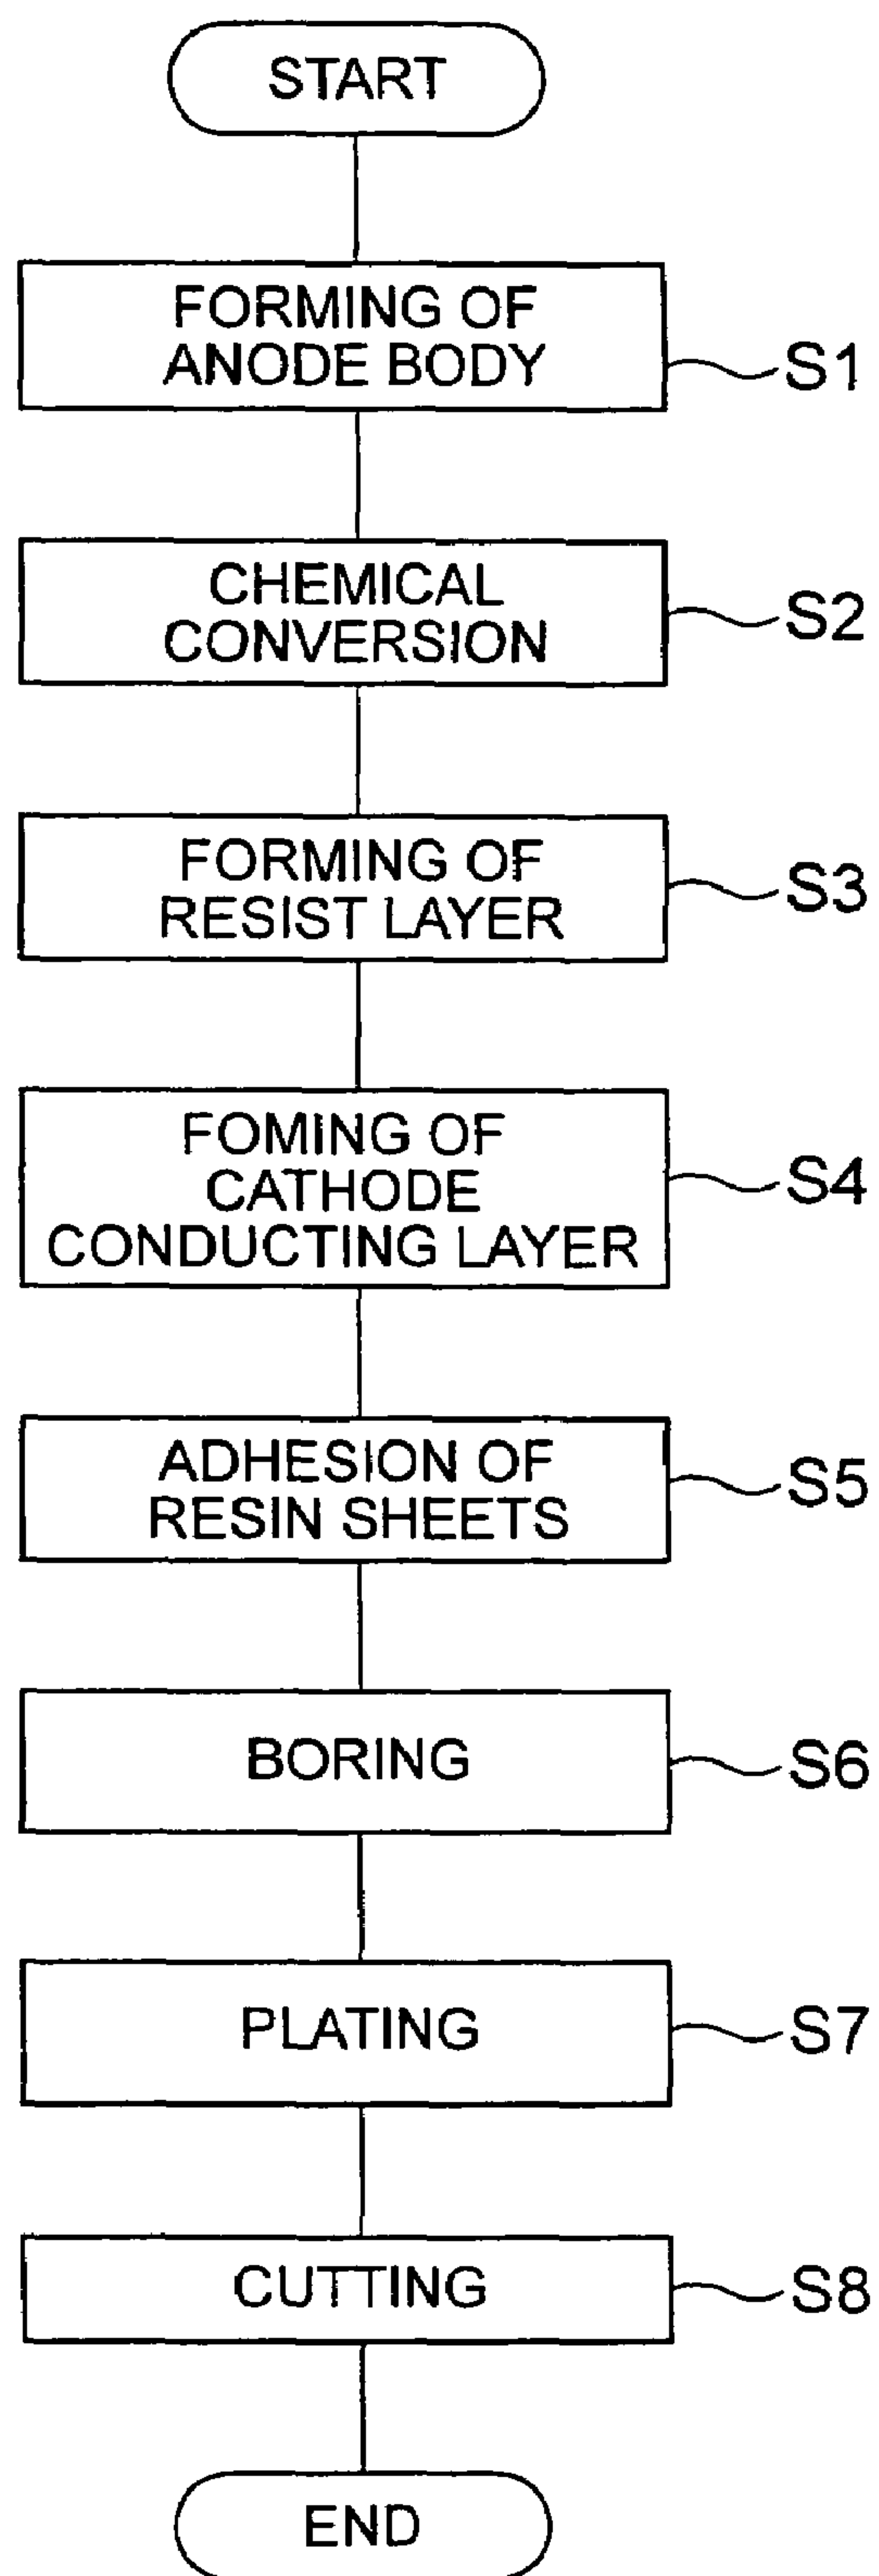 START
FORMING OF
ANODE BODY
S1
CHEMICAL
CONVERSION
S2
FORMING OF
RESIST LAYER
S3
FOMING OF
CATHODE
CONDUCTING LAYER
S4
ADHESION OF
RESIN SHEETS
S5
BORING
S6
PLATING
S7
CUTTING
S8
END